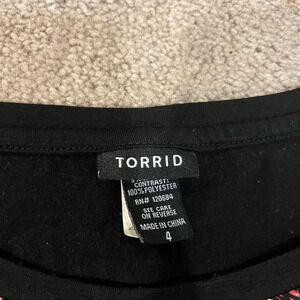 TORRID
CONTRAST:
100% POLYESTER
RN# 120684
SEE CARE
ON REVERSE
MADE IN CHINA
4